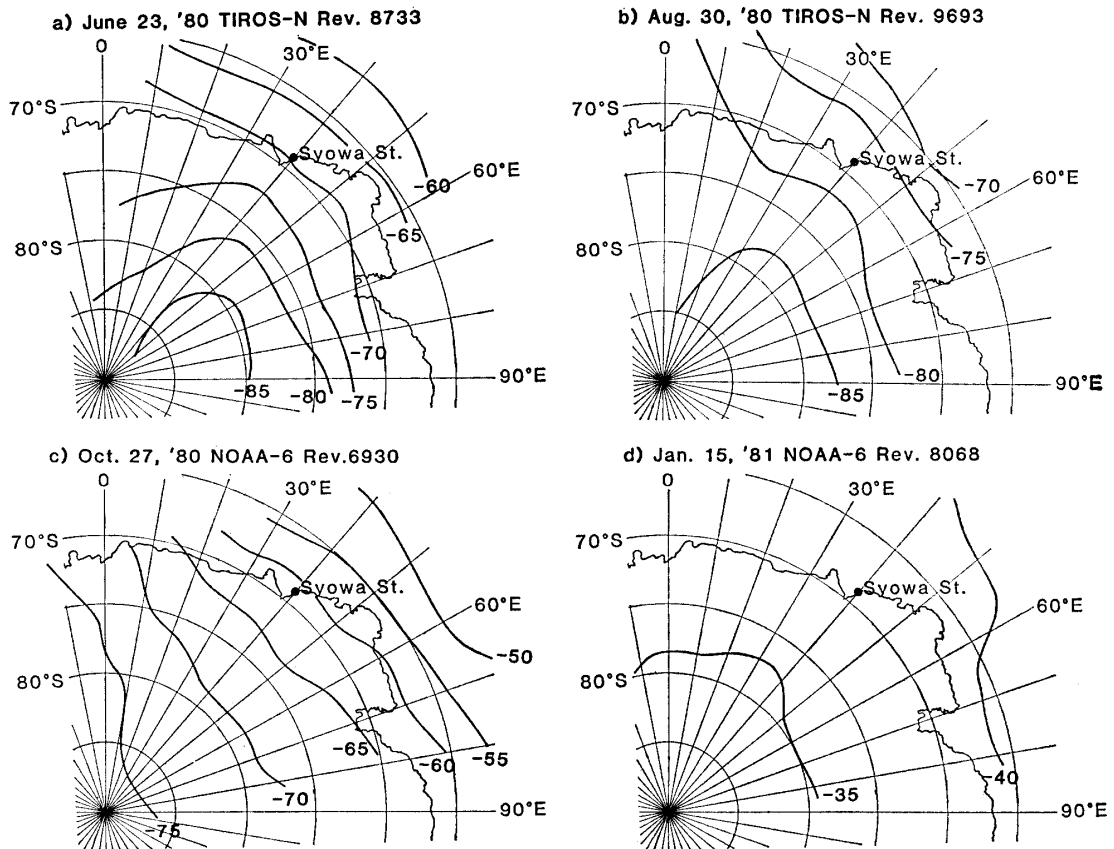 a) June 23, '80 TIROS-N Rev. 8733
0
30°E
70°S
Syowa St.
60°E
-60
-65
80°S
-70
-85
-80
-75
90°E
b) Aug. 30, '80 TIROS-N Rev. 9693
0
30°E
70°S
Syowa St.
-70
60°E
80°S
-75
-80
-85
90°E
c) Oct. 27, '80 NOAA-6 Rev.6930
0
30°E
70°S
Syowa St.
60°E
-50
80°S
-65
-60
-55
-70
-75
90°E
d) Jan. 15, '81 NOAA-6 Rev. 8068
0
30°E
70°S
Syowa St.
60°E
80°S
-40
-35
90°E